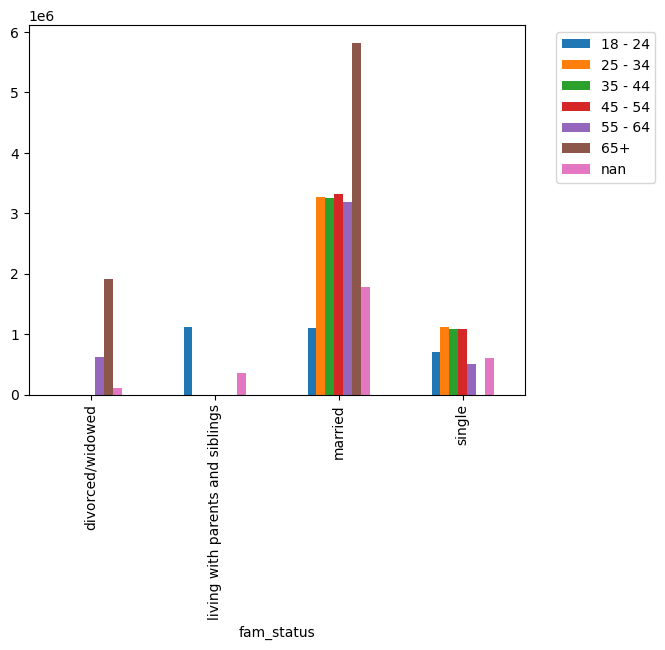 1e6
6
5
4
3
2
1
0
divorced/widowed
living with parents and siblings
married
single
fam_status
18 - 24
25 - 34
35 - 44
45 - 54
55 - 64
65+
nan